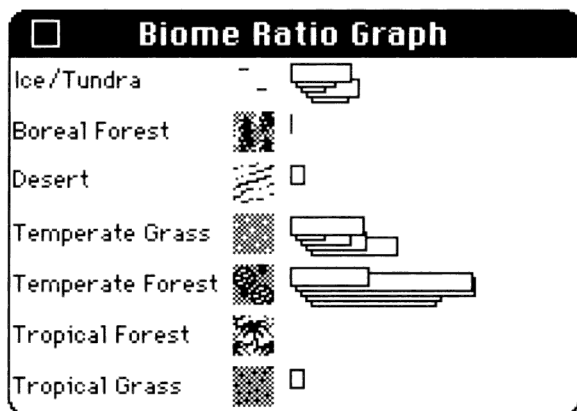 Biome Ratio Graph
Ice/Tundra
Boreal Forest
Desert
Temperate Grass
Temperate Forest
Tropical Forest
Tropical Grass